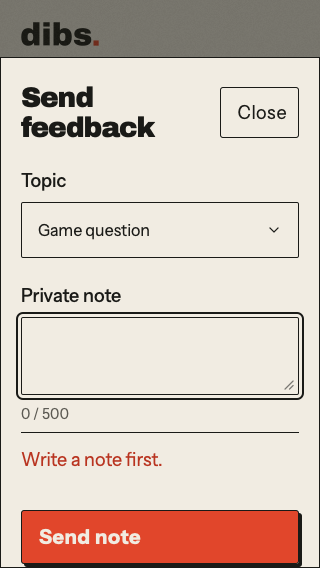 dibs.
Send
feedback
Close
Topic
Game question
Private note
0 / 500
Write a note first.
Send note